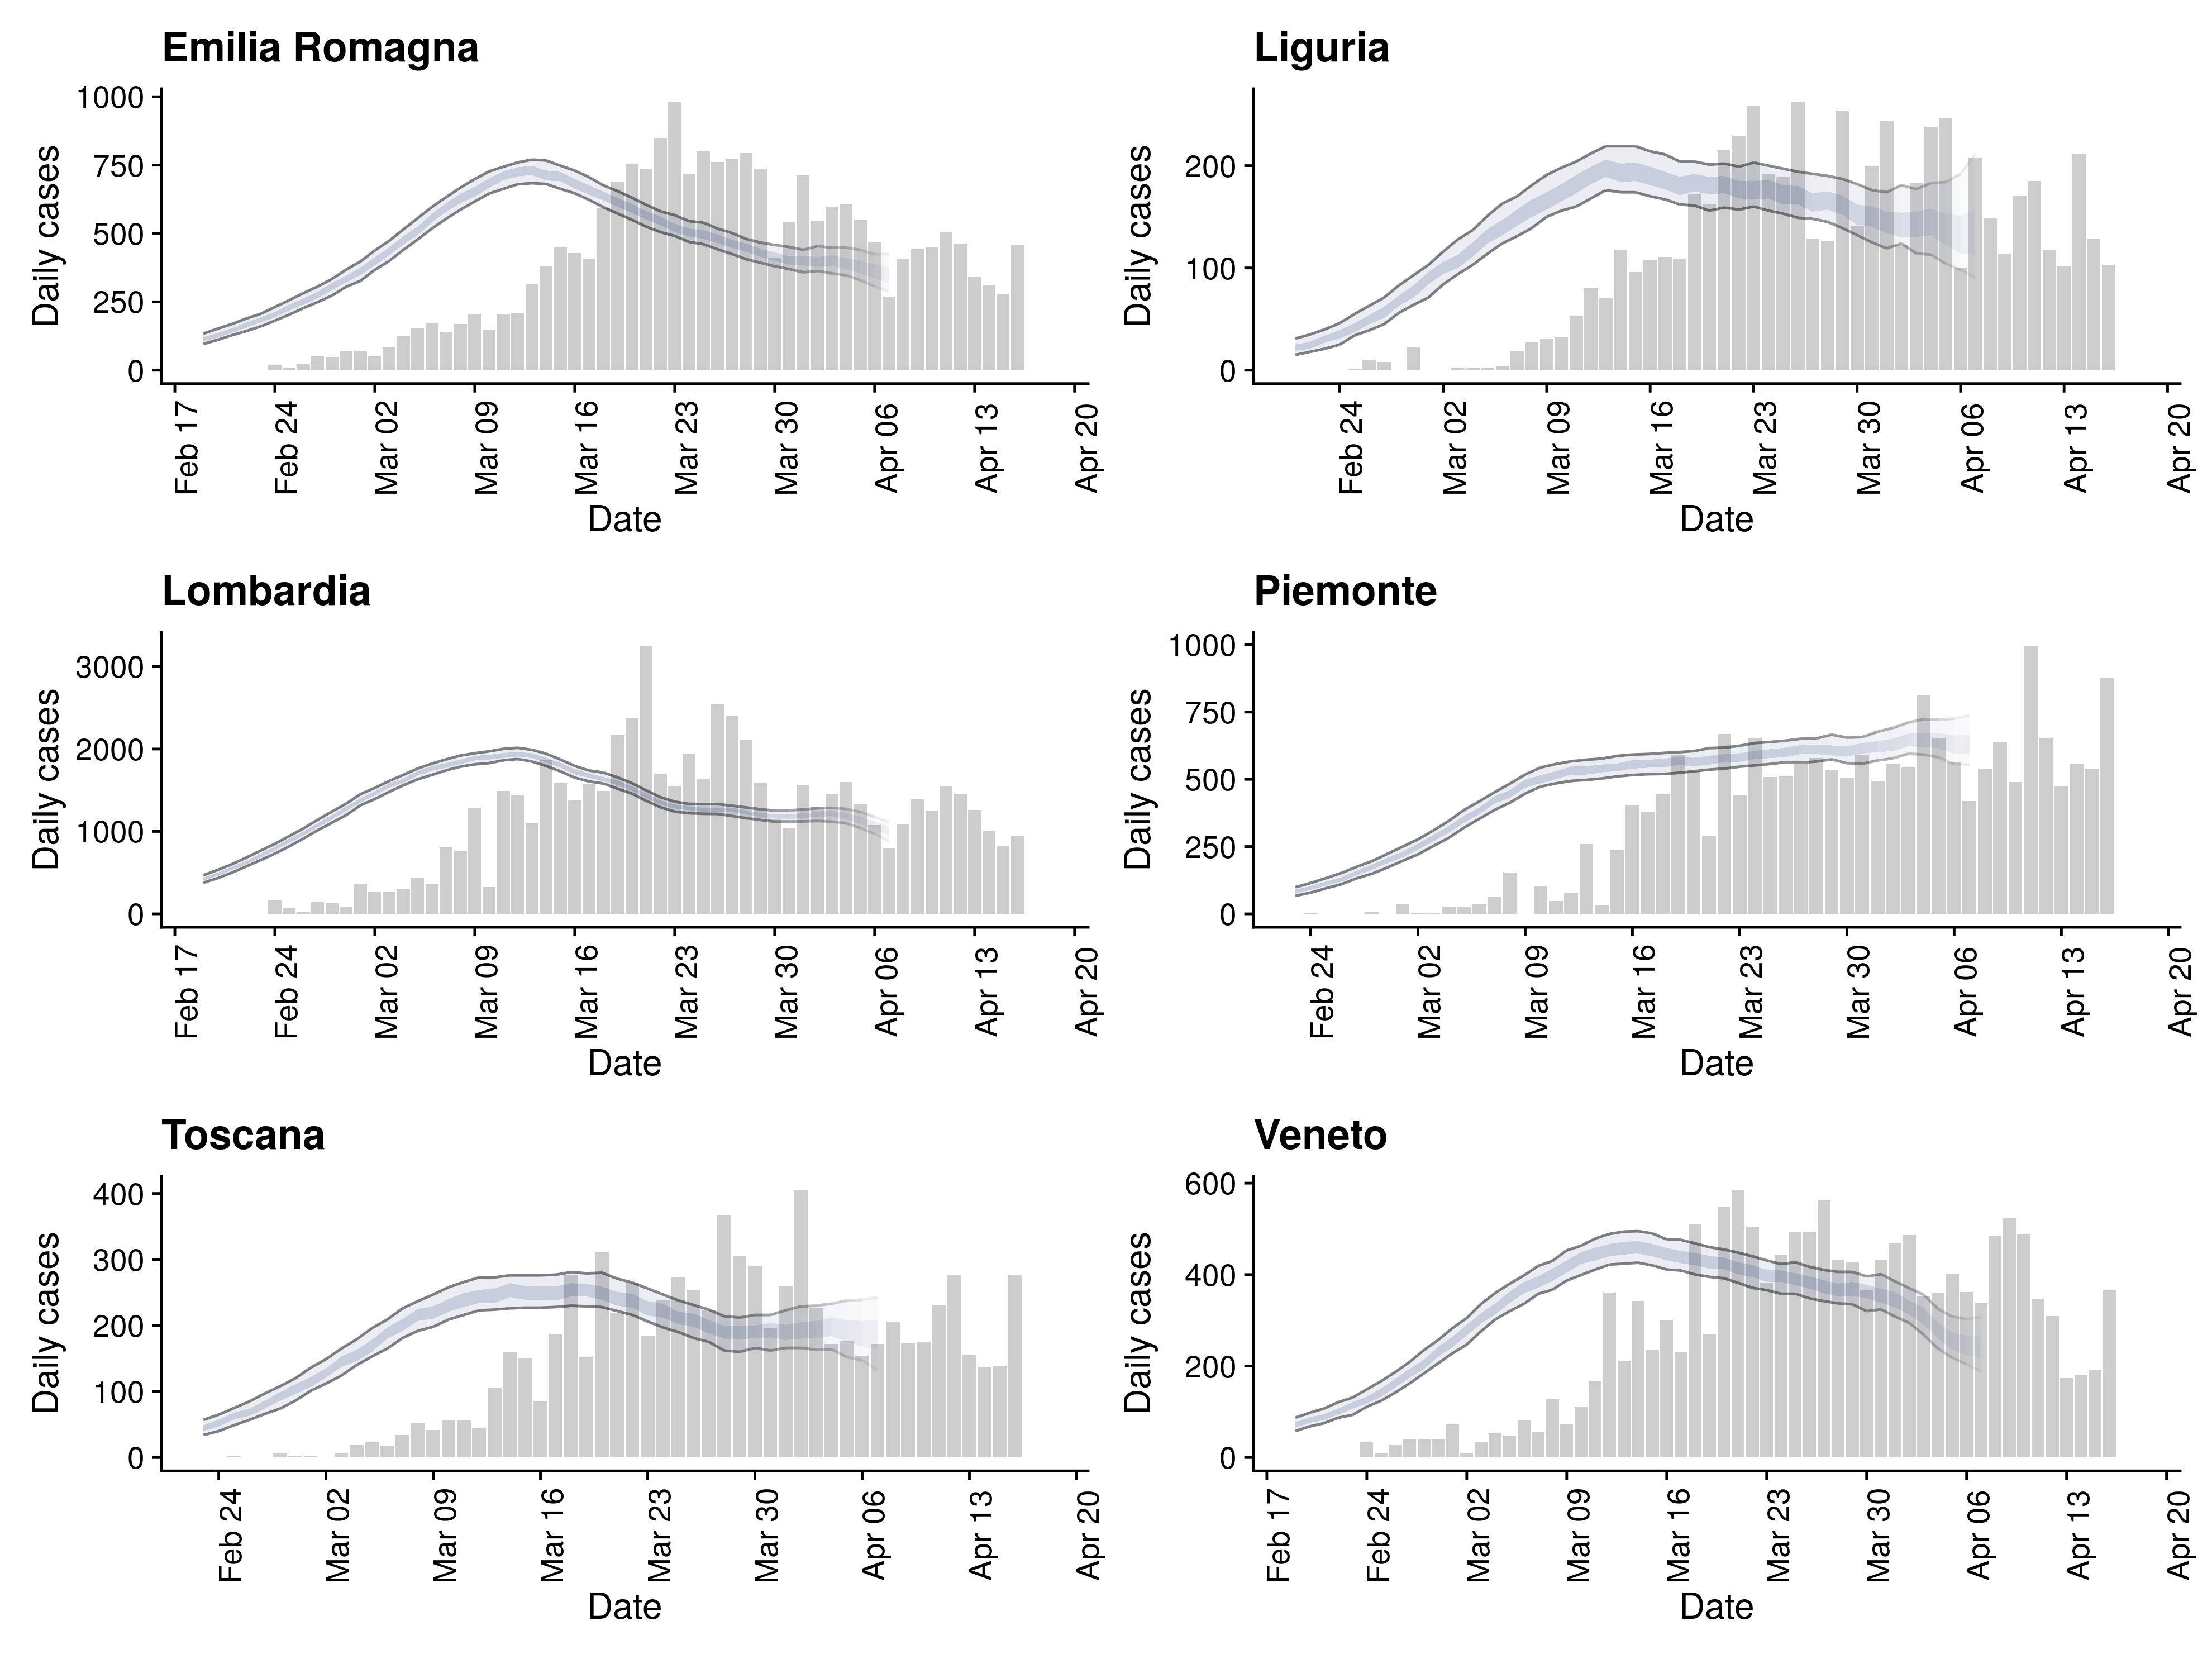 Emilia Romagna
Daily cases
1000
750
500
250
0
Feb 17
Feb 24
Mar 02
Mar 09
Mar 16
Mar 23
Mar 30
Apr 06
Apr 13
Apr 20
Date
Liguria
Daily cases
200
100
0
Feb 24
Mar 02
Mar 09
Mar 16
Mar 23
Mar 30
Apr 06
Apr 13
Apr 20
Date
Lombardia
Daily cases
3000
2000
1000
0
Feb 17
Feb 24
Mar 02
Mar 09
Mar 16
Mar 23
Mar 30
Apr 06
Apr 13
Apr 20
Date
Piemonte
Daily cases
1000
750
500
250
0
Feb 24
Mar 02
Mar 09
Mar 16
Mar 23
Mar 30
Apr 06
Apr 13
Apr 20
Date
Toscana
Daily cases
400
300
200
100
0
Feb 24
Mar 02
Mar 09
Mar 16
Mar 23
Mar 30
Apr 06
Apr 13
Apr 20
Date
Veneto
Daily cases
600
400
200
0
Feb 17
Feb 24
Mar 02
Mar 09
Mar 16
Mar 23
Mar 30
Apr 06
Apr 13
Apr 20
Date